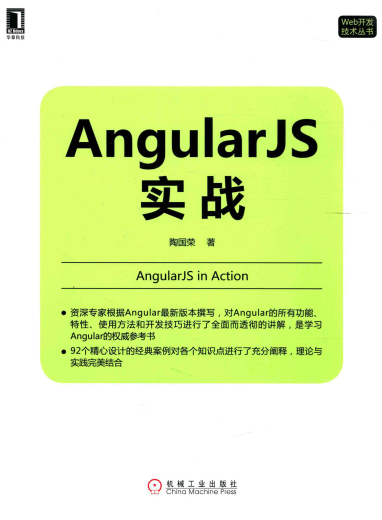 华章科技
Web开发
技术丛书
AngularJS
实战
陶国荣 著
AngularJS in Action
● 资深专家根据Angular最新版本撰写，对Angular的所有功能、
特性、使用方法和开发技巧进行了全面而透彻的讲解，是学习
Angular的权威参考书
● 92个精心设计的经典案例对各个知识点进行了充分阐释，理论与
实践完美结合
机械工业出版社
China Machine Press